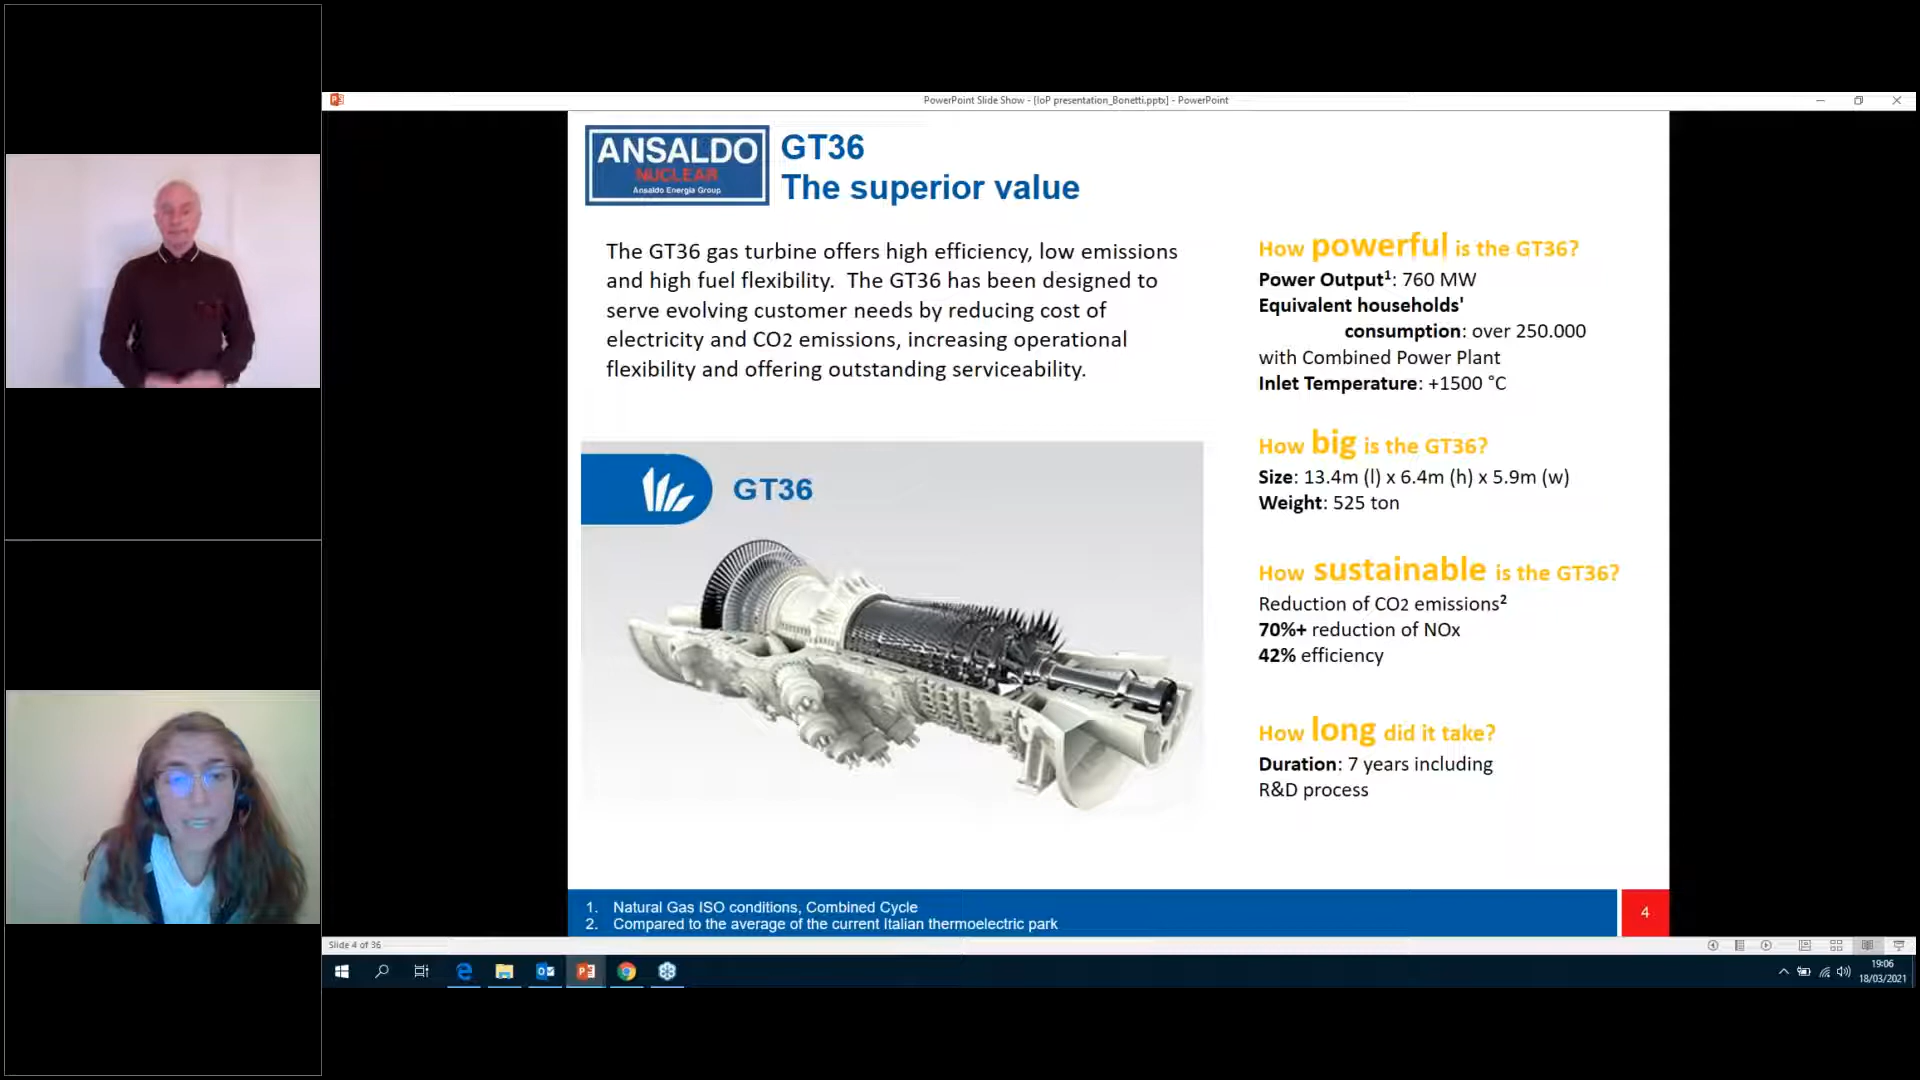 PowerPoint Slide Show - [IoP presentation_Bonetti.pptx] - PowerPoint
ANSALDO
NUCLEAR
Ansaldo Energia Group
GT36
The superior value
The GT36 gas turbine offers high efficiency, low emissions
and high fuel flexibility. The GT36 has been designed to
serve evolving customer needs by reducing cost of
electricity and CO2 emissions, increasing operational
flexibility and offering outstanding serviceability.
GT36
How powerful is the GT36?
Power Output¹: 760 MW
Equivalent households'
consumption: over 250.000
with Combined Power Plant
Inlet Temperature: +1500 °C
How big is the GT36?
Size: 13.4m (l) x 6.4m (h) x 5.9m (w)
Weight: 525 ton
How sustainable is the GT36?
Reduction of CO2 emissions²
70%+ reduction of NOx
42% efficiency
How long did it take?
Duration: 7 years including
R&D process
1. Natural Gas ISO conditions, Combined Cycle
2. Compared to the average of the current Italian thermoelectric park
4
Slide 4 of 36
19:06
18/03/2021